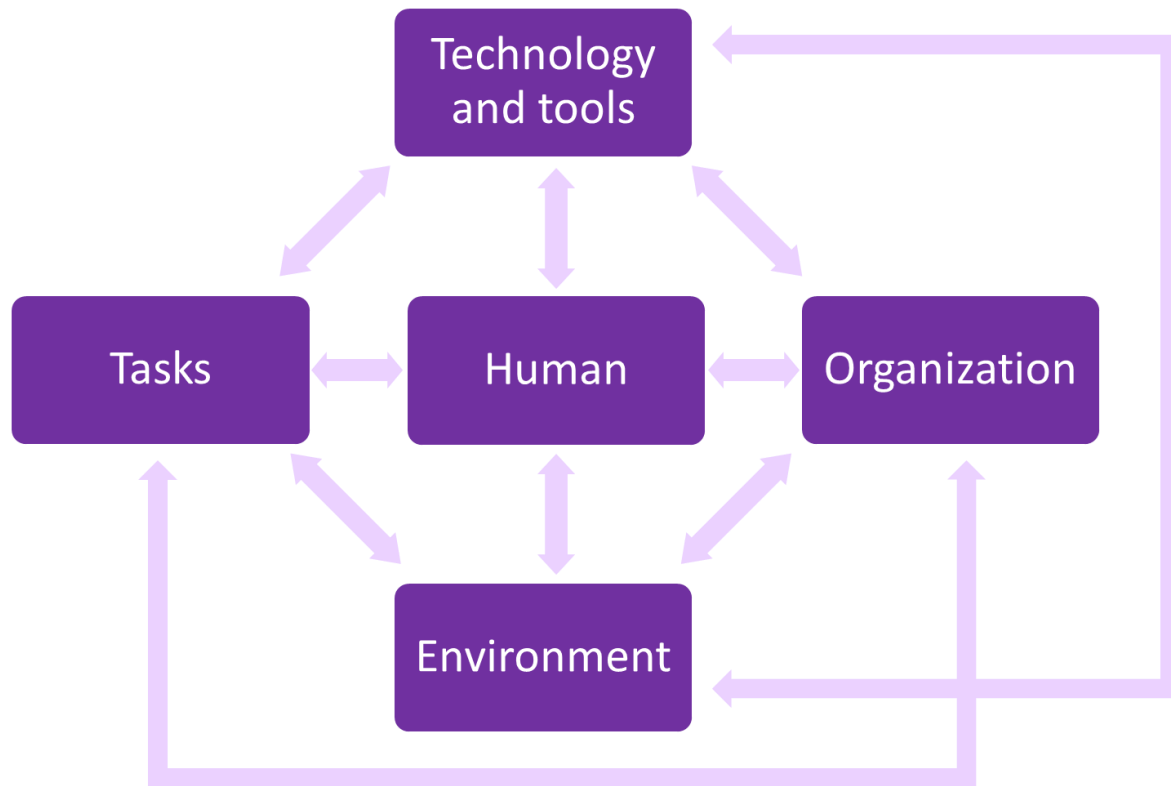 Technology
and tools
Tasks
Human
Organization
Environment